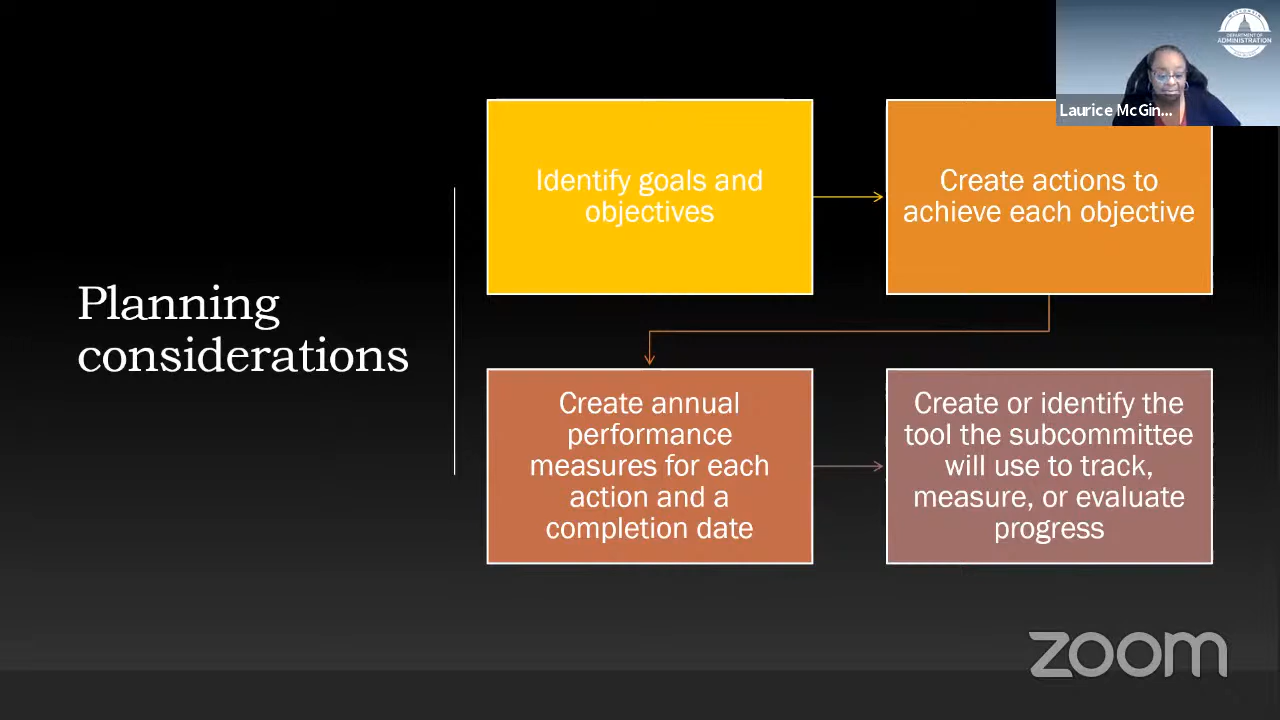 WISCONSIN
DEPARTMENT OF
ADMINISTRATION
Laurice McGin...
Identify goals and
objectives
Create actions to
achieve each objective
Planning
considerations
Create annual
performance
measures for each
action and a
completion date
Create or identify the
tool the subcommittee
will use to track,
measure, or evaluate
progress
zoom